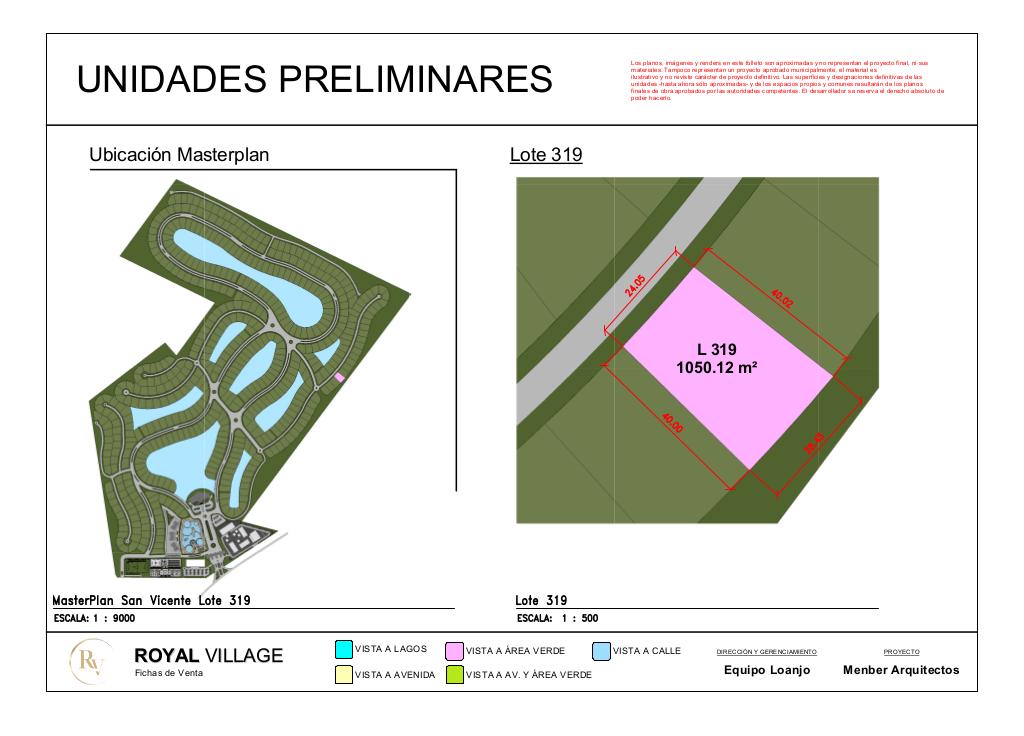 UNIDADES PRELIMINARES
Los planos, imágenes y renders en este folleto son aproximadas y no representan el proyecto final, ni sus
materiales. Tampoco representan un proyecto aprobado municipalmente, el material es
ilustrativo y no reviste carácter de proyecto definitivo. Las superficies y designaciones definitivas de las
unidades -hasta ahora sólo aproximadas- y de los espacios propios y comunes resultarán de los planos
finales de obra aprobados por las autoridades competentes. El desarrollador se reserva el derecho absoluto de
poder hacerlo.
Ubicación Masterplan
Lote 319
24.05
40.02
L 319
1050.12 m²
40.00
MasterPlan San Vicente Lote 319
ESCALA: 1 : 9000
Lote 319
ESCALA: 1 : 500
RV
ROYAL VILLAGE
Fichas de Venta
VISTA A LAGOS
VISTA A ÁREA VERDE
VISTA A CALLE
VISTA A AVENIDA
VISTA A AV. Y ÁREA VERDE
DIRECCIÓN Y GERENCIAMIENTO
Equipo Loanjo
PROYECTO
Menber Arquitectos